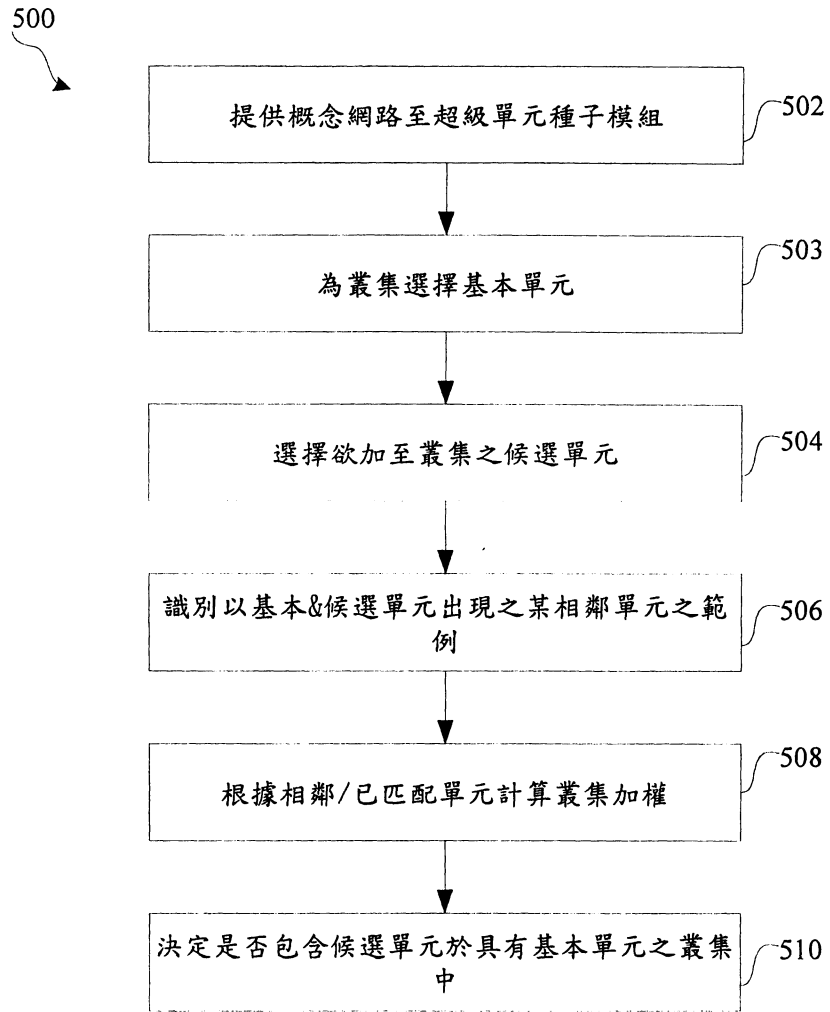 500
提供概念網路至超級單元種子模組
502
為叢集選擇基本單元
503
選擇欲加至叢集之候選單元
504
識別以基本&候選單元出現之某相鄰單元之範
例
506
根據相鄰/已匹配單元計算叢集加權
508
決定是否包含候選單元於具有基本單元之叢集
中
510